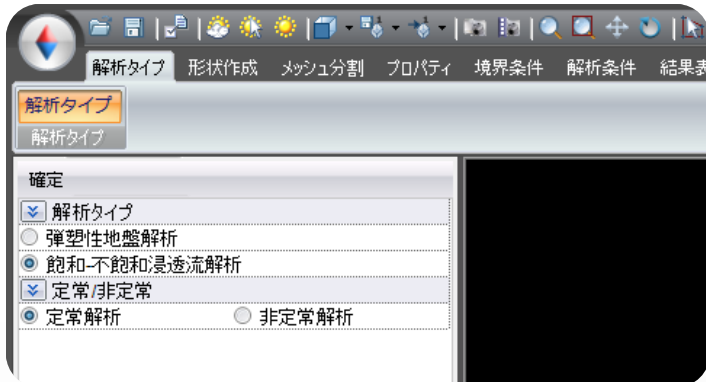 解析タイプ 形状作成 メッシュ分割 プロパティ 境界条件 解析条件 結果表
解析タイプ
解析タイプ
確定
解析タイプ
弾塑性地盤解析
飽和-不飽和浸透流解析
定常/非定常
定常解析 非定常解析